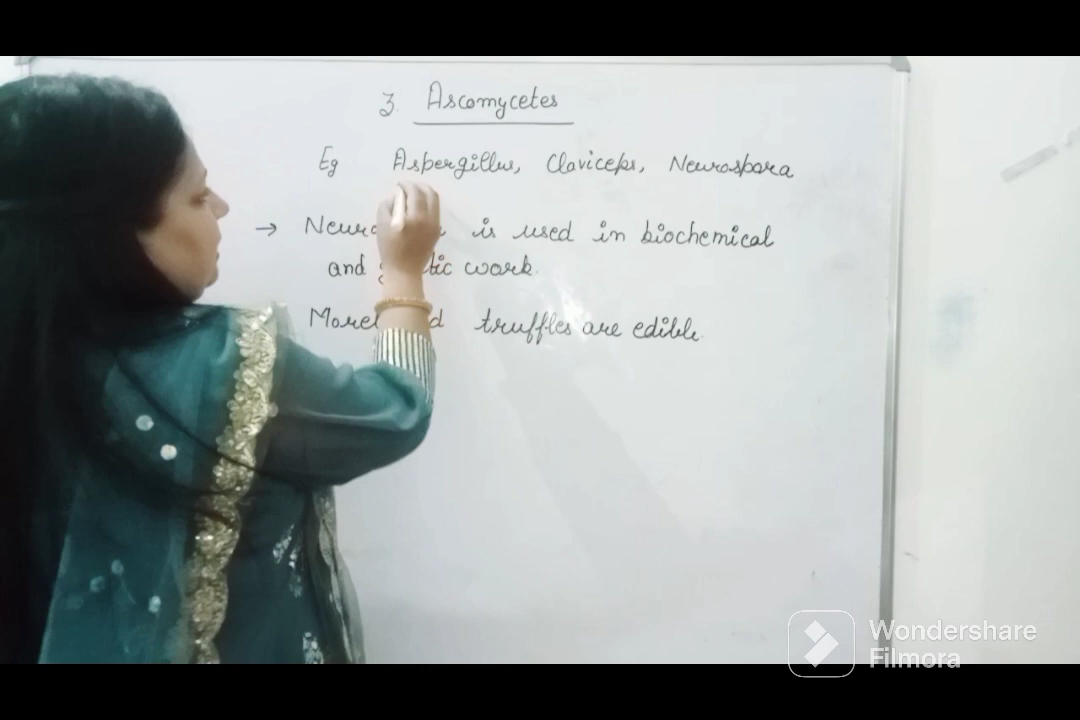 3. Ascomycetes
Eg Aspergillus, Claviceps, Neurospora
→ is used in biochemical
and work.
truffles are edible.
Wondershare
Filmora